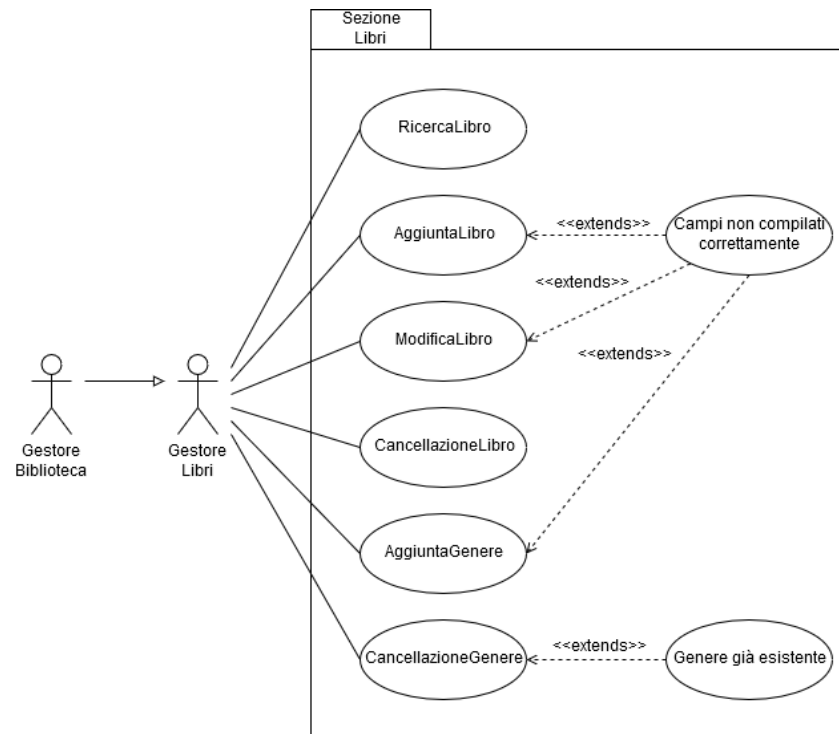 Sezione
Libri
RicercaLibro
AggiuntaLibro
<<extends>>
Campi non compilati
correttamente
<<extends>>
ModificaLibro
<<extends>>
Gestore
Biblioteca
Gestore
Libri
CancellazioneLibro
AggiuntaGenere
CancellazioneGenere
<<extends>>
Genere già esistente